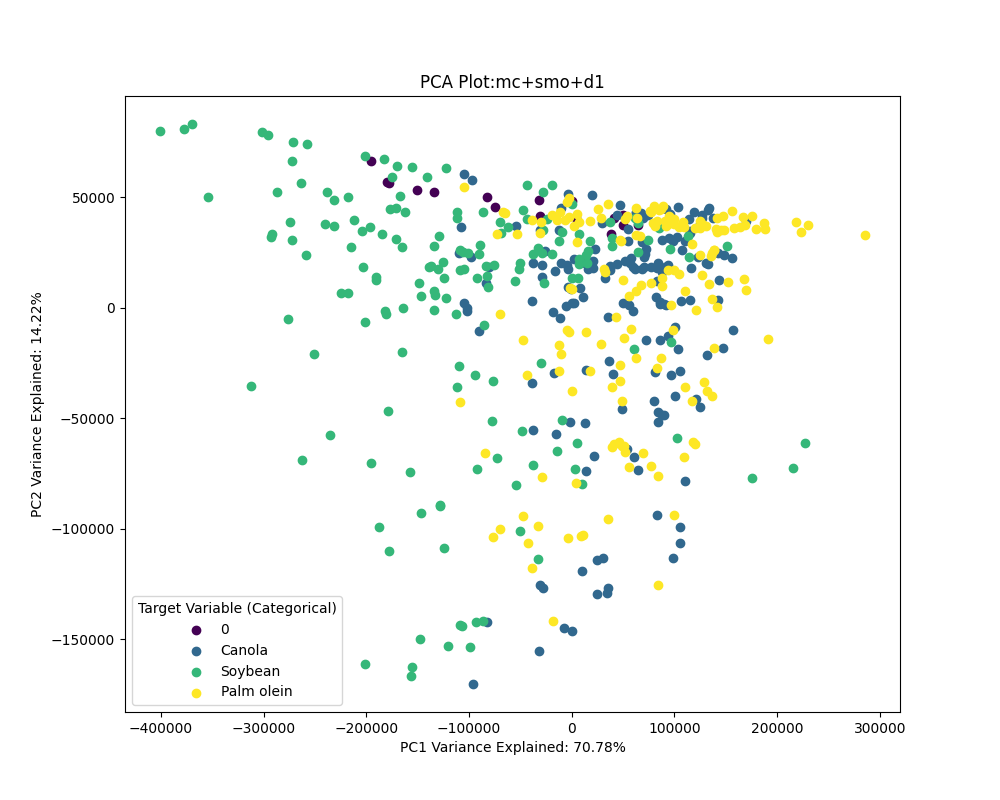 PCA Plot:mc+smo+d1
PC2 Variance Explained: 14.22%
50000
0
−50000
−100000
−150000
Target Variable (Categorical)
0
Canola
Soybean
Palm olein
−400000 −300000 −200000 −100000 0 100000 200000 300000
PC1 Variance Explained: 70.78%